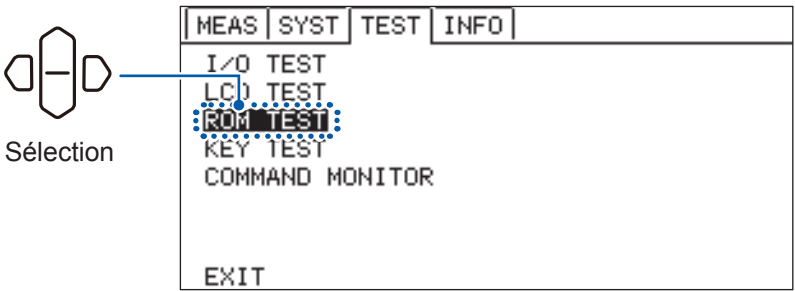 MEAS SYST TEST INFO
I/O TEST
LCD TEST
ROM TEST
KEY TEST
COMMAND MONITOR
EXIT
Sélection